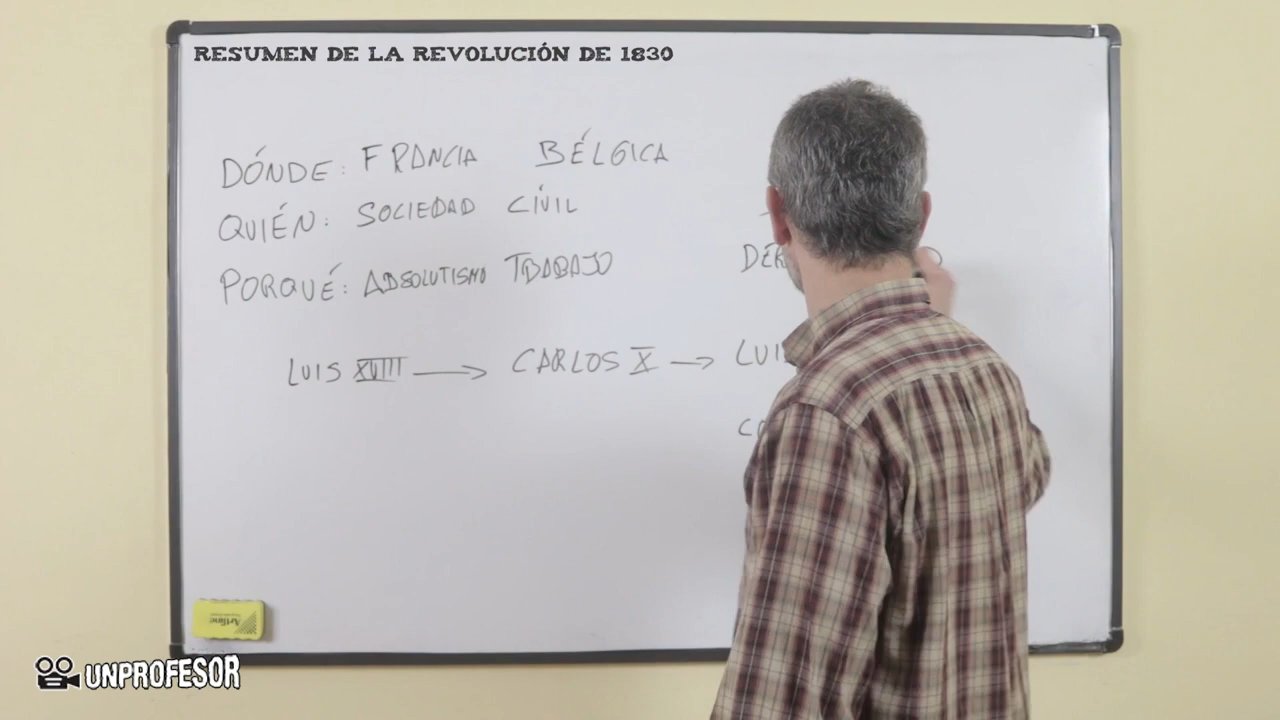 RESUMEN DE LA REVOLUCIÓN DE 1830
DÓNDE: FRANCIA BÉLGICA
QUIÉN: SOCIEDAD CIVIL
PORQUÉ: ABSOLUTISMO TRABAJO
LUIS XVIII → CARLOS X →
Artline
UNPROFESOR